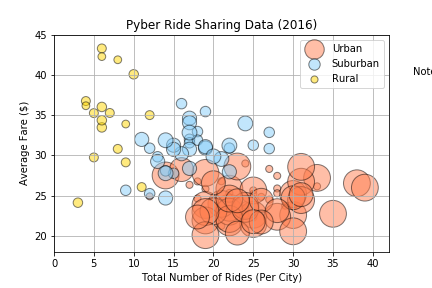 Pyber Ride Sharing Data (2016)
Urban
Suburban
Rural
Note
45
40
35
30
25
20
Average Fare ($)
0 5 10 15 20 25 30 35 40
Total Number of Rides (Per City)